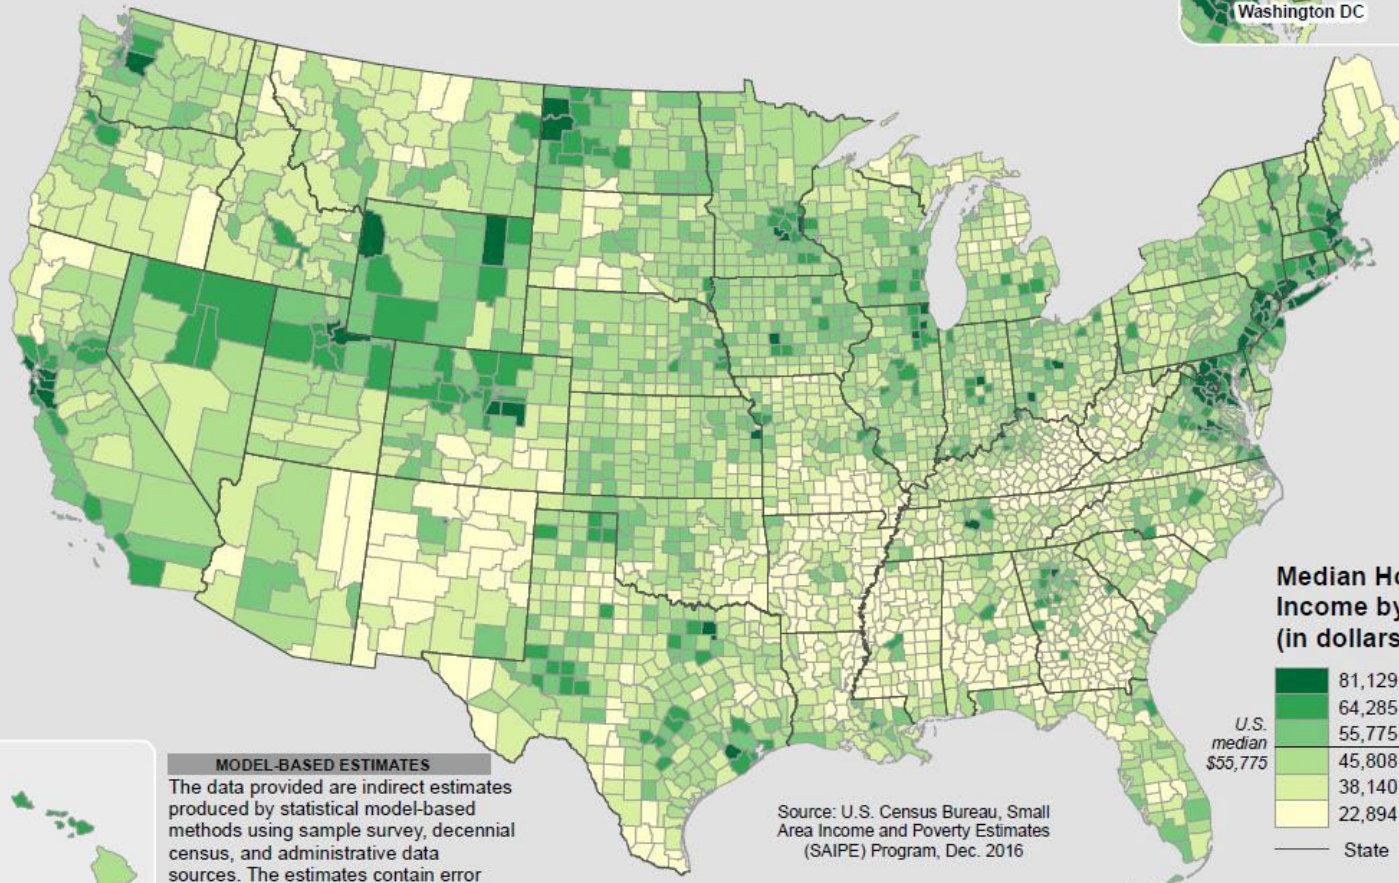 Washington DC
Median Ho
Income by
(in dollars
81,129
64,285
55,775
45,808
38,140
22,894
U.S.
median
$55,775
State
MODEL-BASED ESTIMATES
The data provided are indirect estimates
produced by statistical model-based
methods using sample survey, decennial
census, and administrative data
sources. The estimates contain error
Source: U.S. Census Bureau, Small
Area Income and Poverty Estimates
(SAIPE) Program, Dec. 2016